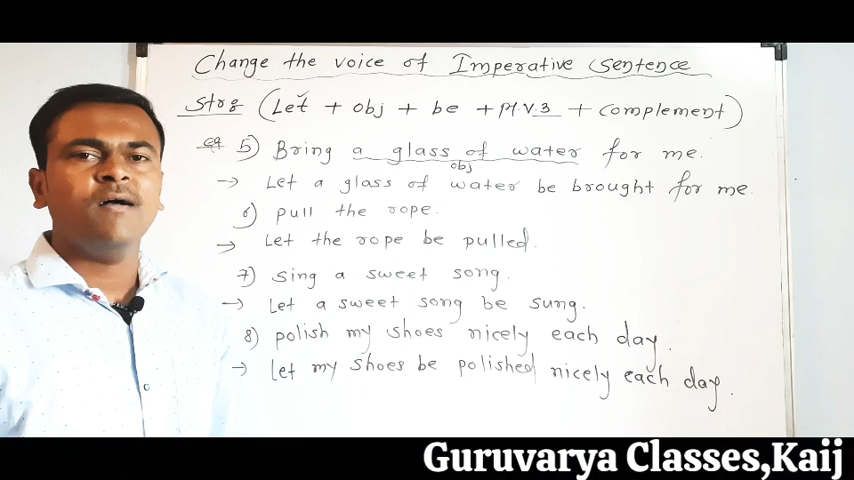 Change the voice of Imperative Sentence
Str8 (Let + obj + be + pt.v.3 + complement)
eg 5) Bring a glass of water for me.
obj
→ Let a glass of water be brought for me.
6) pull the rope.
→ Let the rope be pulled.
7) sing a sweet song.
→ Let a sweet song be sung.
8) polish my shoes nicely each day.
→ let my shoes be polished nicely each day.
Guruvarya Classes,Kaij